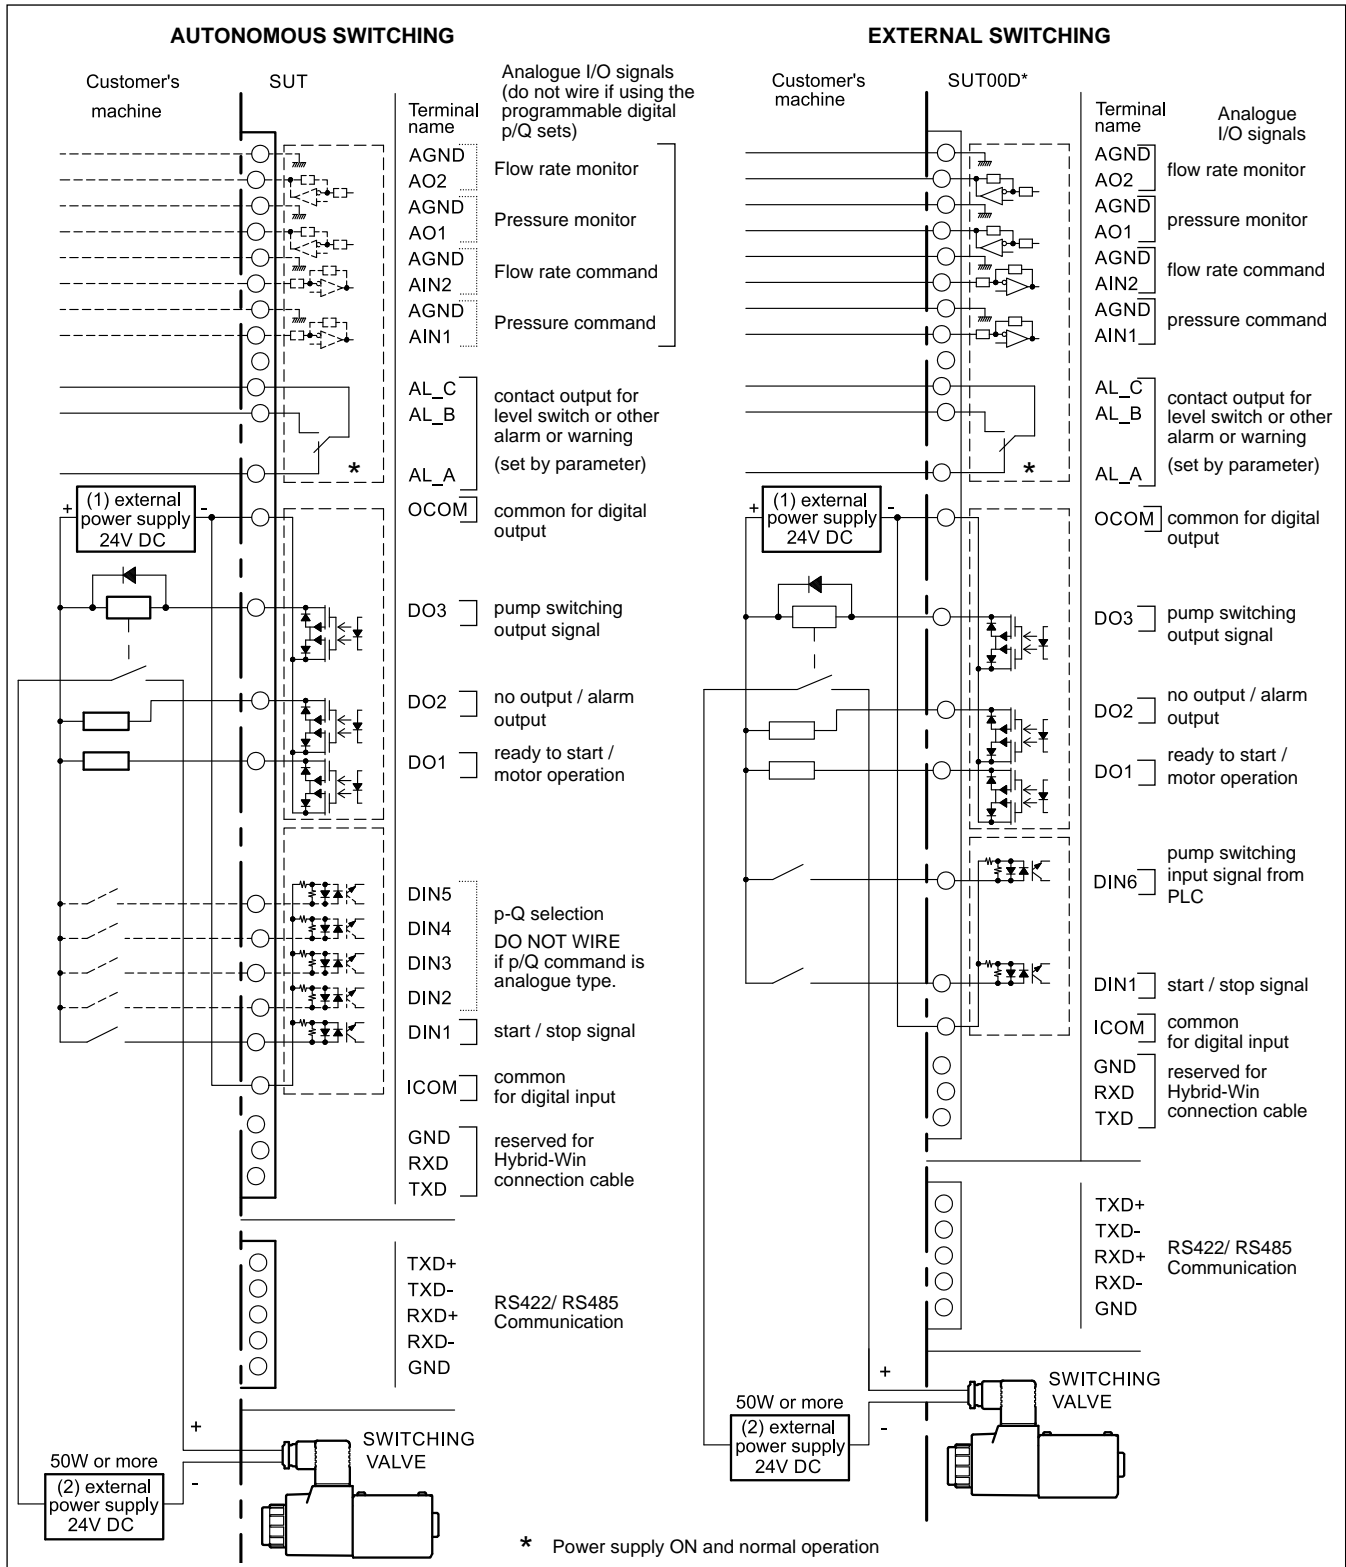 AUTONOMOUS SWITCHING
Customer's
machine
SUT
Analogue I/O signals
(do not wire if using the
programmable digital
p/Q sets)
Terminal
name
AGND
AO2
Flow rate monitor
AGND
AO1
Pressure monitor
AGND
AIN2
Flow rate command
AGND
AIN1
Pressure command
AL_C
AL_B
AL_A
contact output for
level switch or other
alarm or warning
(set by parameter)
*
+
(1) external
power supply
24V DC
-
OCOM
common for digital
output
DO3
pump switching
output signal
DO2
no output / alarm
output
DO1
ready to start /
motor operation
DIN5
DIN4
DIN3
DIN2
p-Q selection
DO NOT WIRE
if p/Q command is
analogue type.
DIN1
start / stop signal
ICOM
common
for digital input
GND
RXD
TXD
reserved for
Hybrid-Win
connection cable
TXD+
TXD-
RXD+
RXD-
GND
RS422/ RS485
Communication
+
-
50W or more
(2) external
power supply
24V DC
SWITCHING
VALVE
EXTERNAL SWITCHING
Customer's
machine
SUT00D*
Terminal
name
Analogue
I/O signals
AGND
AO2
flow rate monitor
AGND
AO1
pressure monitor
AGND
AIN2
flow rate command
AGND
AIN1
pressure command
AL_C
AL_B
AL_A
contact output for
level switch or other
alarm or warning
(set by parameter)
*
+
(1) external
power supply
24V DC
-
OCOM
common for digital
output
DO3
pump switching
output signal
DO2
no output / alarm
output
DO1
ready to start /
motor operation
DIN6
pump switching
input signal from
PLC
DIN1
start / stop signal
ICOM
common
for digital input
GND
RXD
TXD
reserved for
Hybrid-Win
connection cable
TXD+
TXD-
RXD+
RXD-
GND
RS422/ RS485
Communication
+
-
50W or more
(2) external
power supply
24V DC
SWITCHING
VALVE
* Power supply ON and normal operation